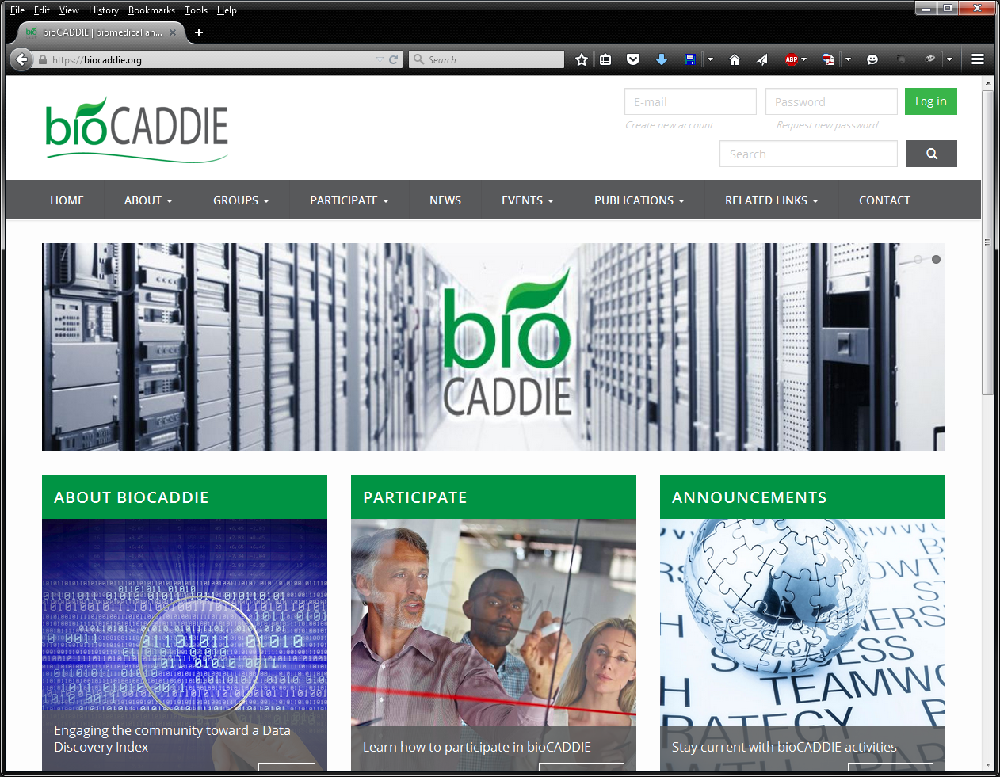 File Edit View History Bookmarks Tools Help
bioCADDIE | biomedical an...
https://biocaddie.org
Search
ABP
bioCADDIE
E-mail
Password
Log in
Create new account
Request new password
Search
HOME
ABOUT
GROUPS
PARTICIPATE
NEWS
EVENTS
PUBLICATIONS
RELATED LINKS
CONTACT
bio
CADDIE
ABOUT BIOCADDIE
Engaging the community toward a Data
Discovery Index
PARTICIPATE
Learn how to participate in bioCADDIE
ANNOUNCEMENTS
TEAMWO
Stay current with bioCADDIE activities